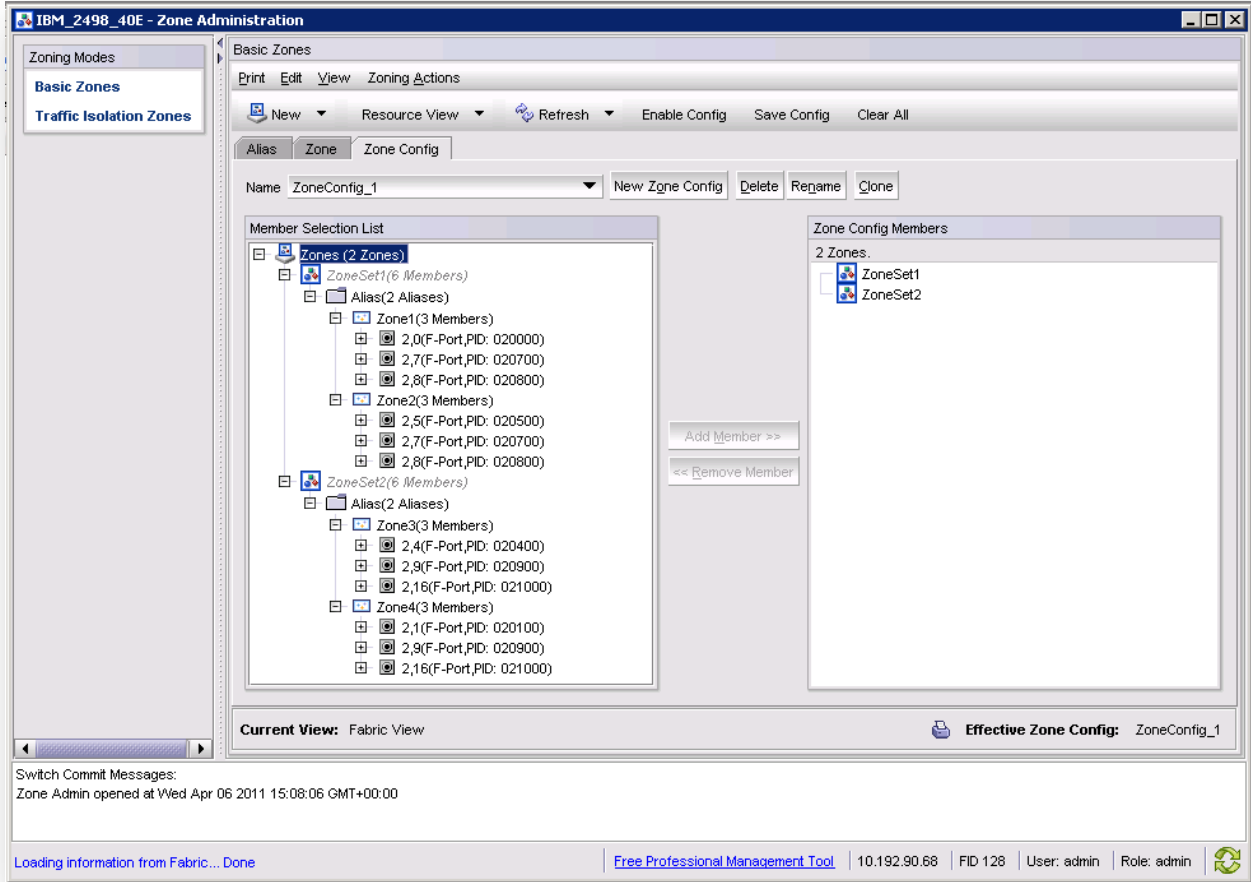 IBM_2498_40E - Zone Administration
Zoning Modes
Basic Zones
Traffic Isolation Zones
Basic Zones
Print Edit View Zoning Actions
New Resource View Refresh Enable Config Save Config Clear All
Alias Zone Zone Config
Name ZoneConfig_1 New Zone Config Delete Rename Clone
Member Selection List
Zones (2 Zones)
ZoneSet1(6 Members)
Alias(2 Aliases)
Zone1(3 Members)
2,0(F-Port,PID: 020000)
2,7(F-Port,PID: 020700)
2,8(F-Port,PID: 020800)
Zone2(3 Members)
2,5(F-Port,PID: 020500)
2,7(F-Port,PID: 020700)
2,8(F-Port,PID: 020800)
ZoneSet2(6 Members)
Alias(2 Aliases)
Zone3(3 Members)
2,4(F-Port,PID: 020400)
2,9(F-Port,PID: 020900)
2,16(F-Port,PID: 021000)
Zone4(3 Members)
2,1(F-Port,PID: 020100)
2,9(F-Port,PID: 020900)
2,16(F-Port,PID: 021000)
Add Member >>
<< Remove Member
Zone Config Members
2 Zones.
ZoneSet1
ZoneSet2
Current View: Fabric View Effective Zone Config: ZoneConfig_1
Switch Commit Messages:
Zone Admin opened at Wed Apr 06 2011 15:08:06 GMT+00:00
Loading information from Fabric... Done Free Professional Management Tool 10.192.90.68 FID 128 User: admin Role: admin